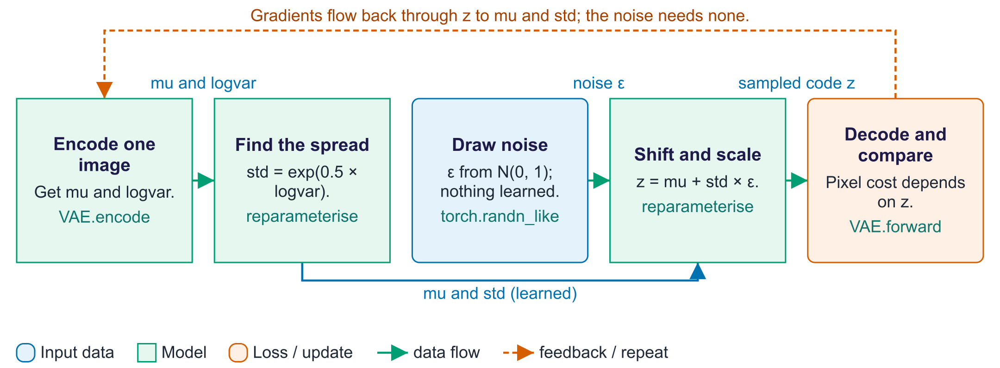 Gradients flow back through z to mu and std; the noise needs none.
mu and logvar
noise ε
sampled code z
Encode one
image
Get mu and logvar.
VAE.encode
Find the spread
std = exp(0.5 ×
logvar).
reparameterise
Draw noise
ε from N(0, 1);
nothing learned.
torch.randn_like
Shift and scale
z = mu + std × ε.
reparameterise
Decode and
compare
Pixel cost depends
on z.
VAE.forward
mu and std (learned)
Input data
Model
Loss / update
data flow
feedback / repeat